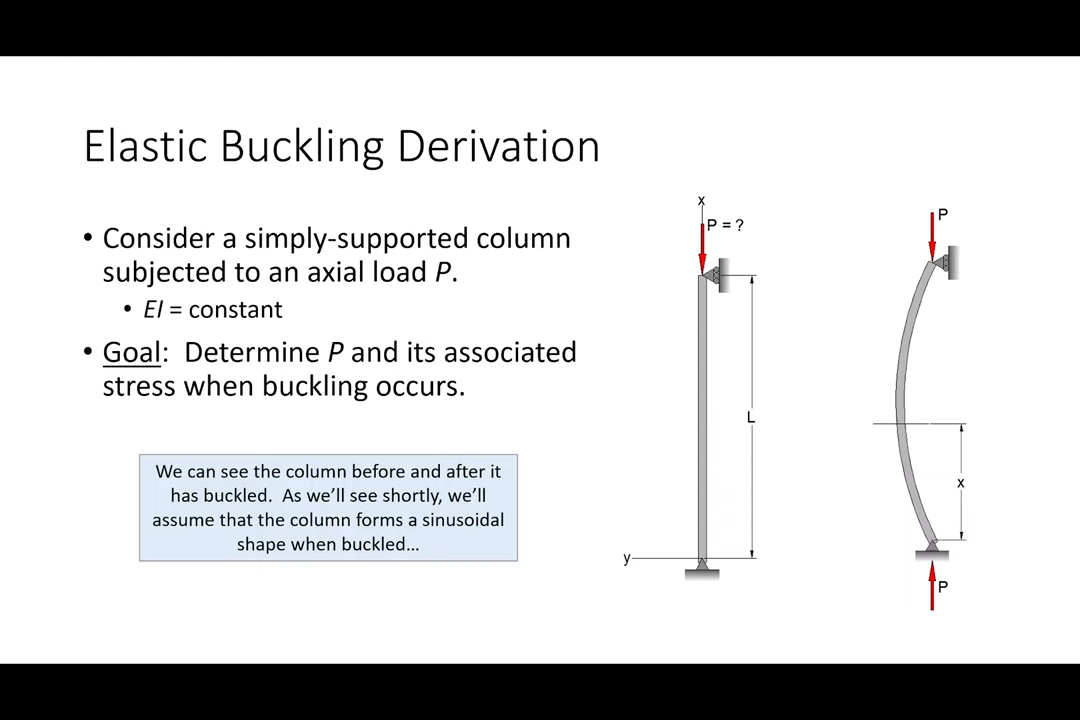 Elastic Buckling Derivation
• Consider a simply-supported column
subjected to an axial load P.
• EI = constant
• Goal: Determine P and its associated
stress when buckling occurs.
We can see the column before and after it
has buckled. As we’ll see shortly, we’ll
assume that the column forms a sinusoidal
shape when buckled...
x
P = ?
L
y
P
x
P